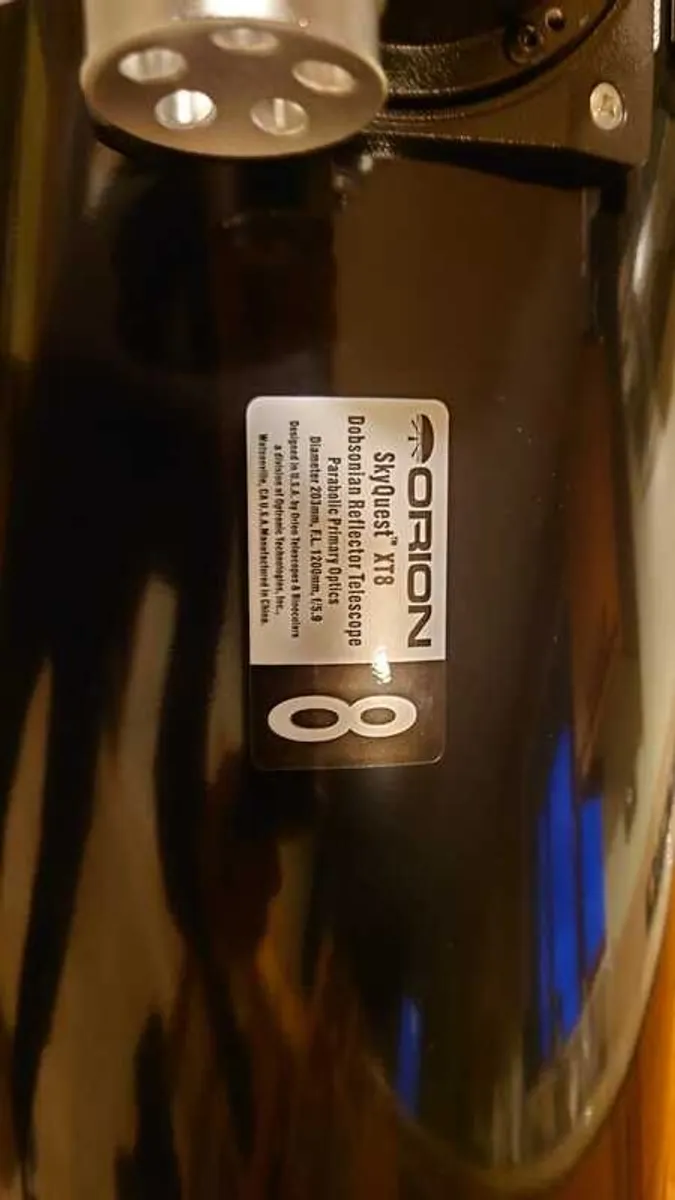 ORION
SkyQuest™ XT8
Dobsonian Reflector Telescope
Parabolic Primary Optics
Diameter 203mm, F.L. 1200mm, f/5.9
Designed in U.S.A. by Orion Telescopes & Binoculars
a division of Optronic Technologies, Inc.,
Watsonville, CA U.S.A. Manufactured in China.
8